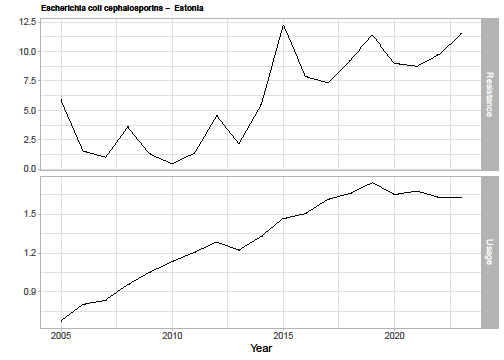 Escherichia coli cephalosporins – Estonia
12.5
10.0
7.5
5.0
2.5
0.0
Resistance
1.5
1.2
0.9
Usage
2005 2010 2015 2020
Year